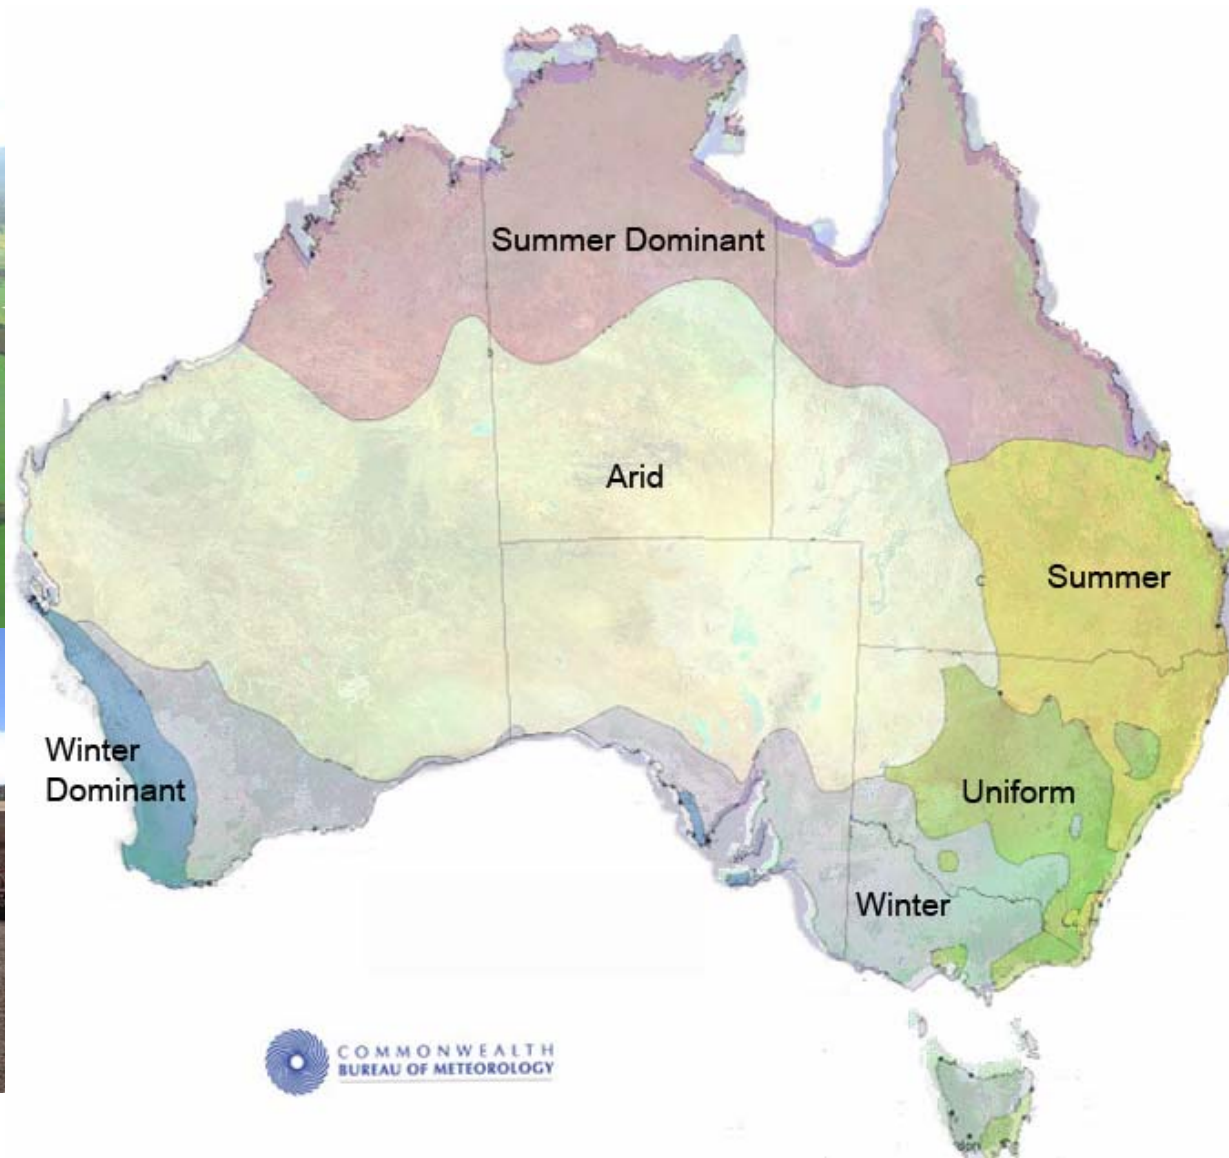 Summer Dominant
Arid
Summer
Winter
Dominant
Uniform
Winter
COMMONWEALTH
BUREAU OF METEOROLOGY